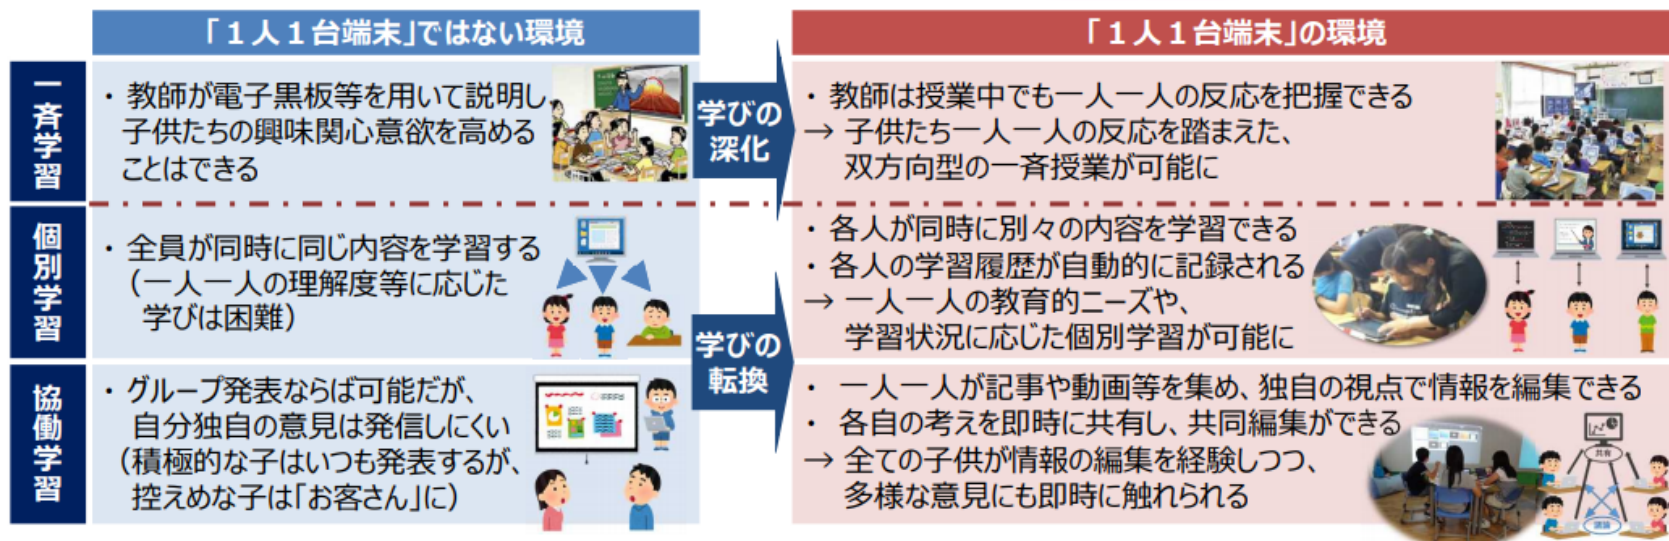 「１人１台端末」ではない環境
「１人１台端末」の環境
一斉学習
・ 教師が電子黒板等を用いて説明し、
子供たちの興味関心意欲を高める
ことはできる
学びの
深化
・ 教師は授業中でも一人一人の反応を把握できる
→ 子供たち一人一人の反応を踏まえた、
双方向型の一斉授業が可能に
個別学習
・ 全員が同時に同じ内容を学習する
（一人一人の理解度等に応じた
学びは困難）
学びの
転換
・ 各人が同時に別々の内容を学習できる
・ 各人の学習履歴が自動的に記録される
→ 一人一人の教育的ニーズや、
学習状況に応じた個別学習が可能に
協働学習
・ グループ発表ならば可能だが、
自分独自の意見は発信しにくい
（積極的な子はいつも発表するが、
控えめな子は「お客さん」に）
・ 一人一人が記事や動画等を集め、独自の視点で情報を編集できる
・ 各自の考えを即時に共有し、共同編集ができる
→ 全ての子供が情報の編集を経験しつつ、
多様な意見にも即時に触れられる
共有
議論